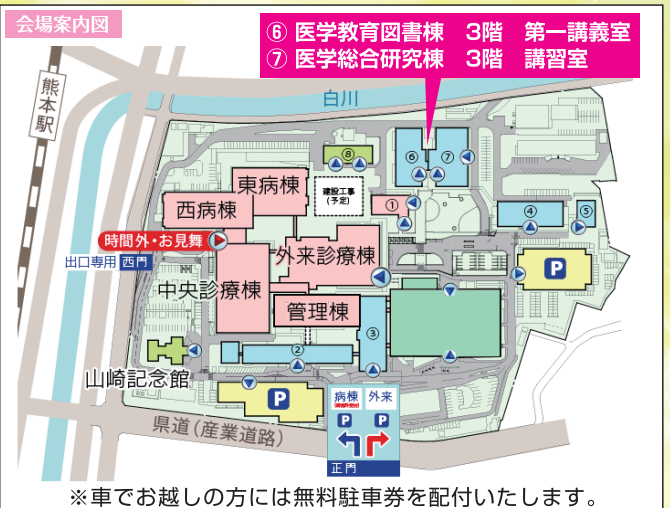 会場案内図
⑥ 医学教育図書棟 3階 第一講義室
⑦ 医学総合研究棟 3階 講習室
熊本駅
白川
⑧
⑥
⑦
東病棟
建設工事
(予定)
①
西病棟
④
⑤
時間外・お見舞
出口専用 西門
外来診療棟
P
中央診療棟
管理棟
③
②
山崎記念館
P
病棟 外来
P P
県道(産業道路)
正門
※車でお越しの方には無料駐車券を配付いたします。